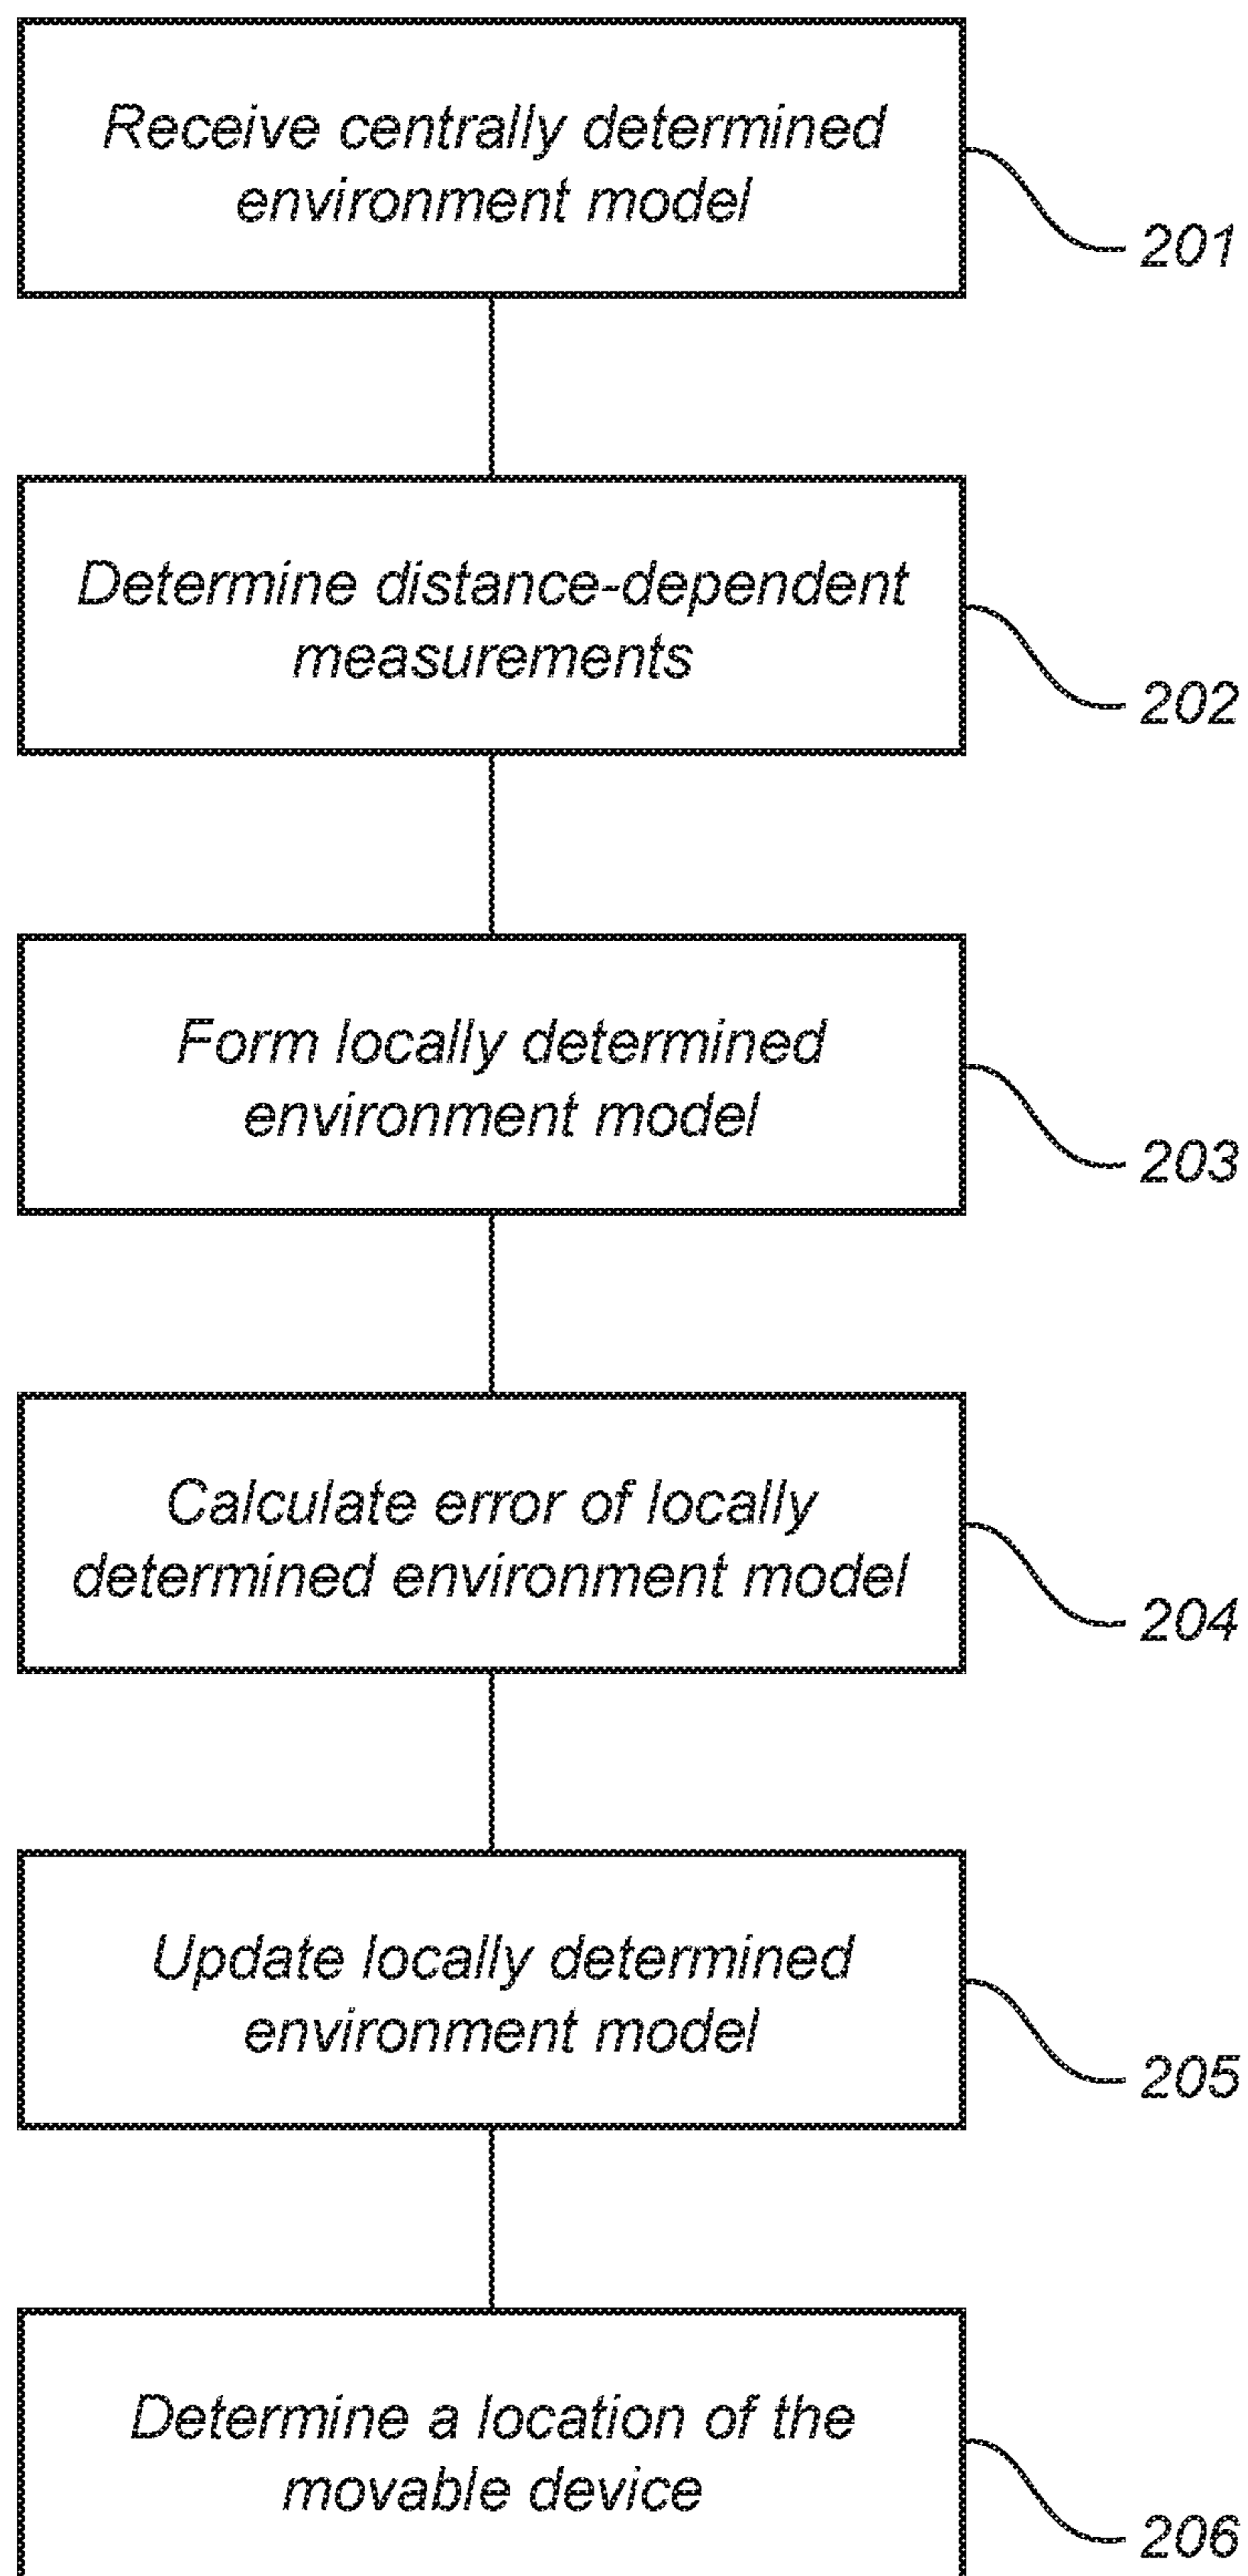 Receive centrally determined
environment model
201
Determine distance-dependent
measurements
202
Form locally determined
environment model
203
Calculate error of locally
determined environment model
204
Update locally determined
environment model
205
Determine a location of the
movable device
206